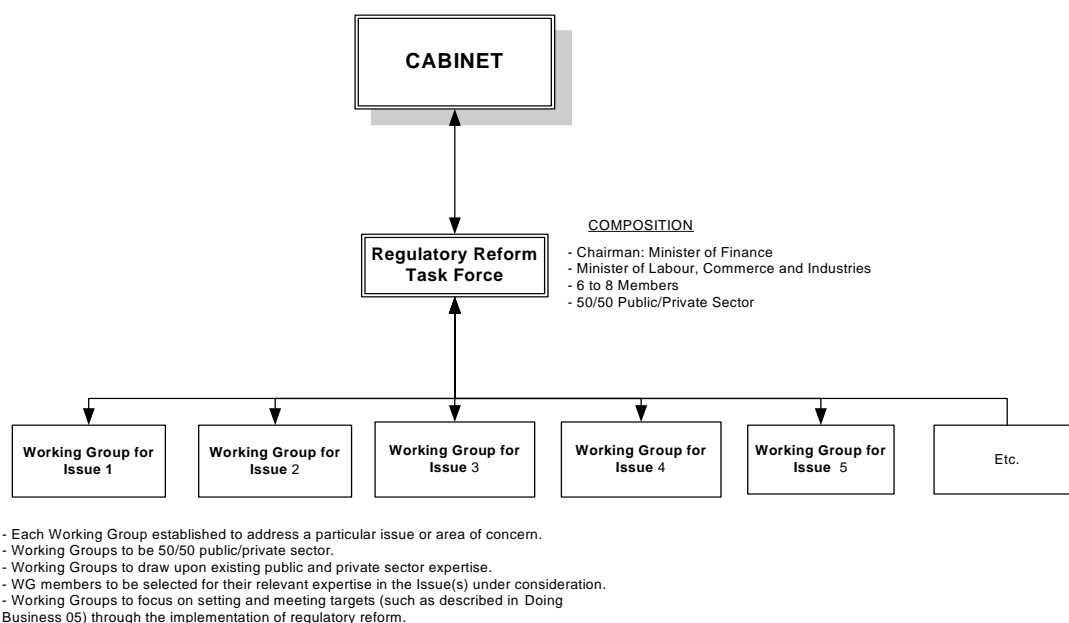 CABINET
Regulatory Reform
Task Force
COMPOSITION
- Chairman: Minister of Finance
- Minister of Labour, Commerce and Industries
- 6 to 8 Members
- 50/50 Public/Private Sector
Working Group for
Issue 1
Working Group for
Issue 2
Working Group for
Issue 3
Working Group for
Issue 4
Working Group for
Issue 5
Etc.
- Each Working Group established to address a particular issue or area of concern.
- Working Groups to be 50/50 public/private sector.
- Working Groups to draw upon existing public and private sector expertise.
- WG members to be selected for their relevant expertise in the Issue(s) under consideration.
- Working Groups to focus on setting and meeting targets (such as described in Doing
Business 05) through the implementation of regulatory reform.